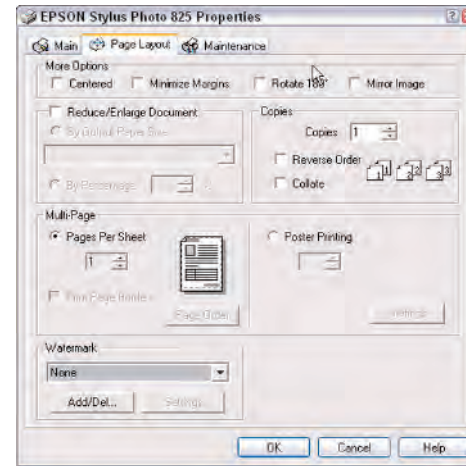 EPSON Stylus Photo 825 Properties
Main Page Layout Maintenance
More Options
Centered Minimize Margins Rotate 180° Mirror Image
Reduce/Enlarge Document
By Output Paper Size
By Percentage %
Copies
Copies 1
Reverse Order
Collate
Multi-Page
Pages Per Sheet
1
Print Page Borders
Page Order
Poster Printing
Settings
Watermark
None
Add/Del... Settings
OK Cancel Help